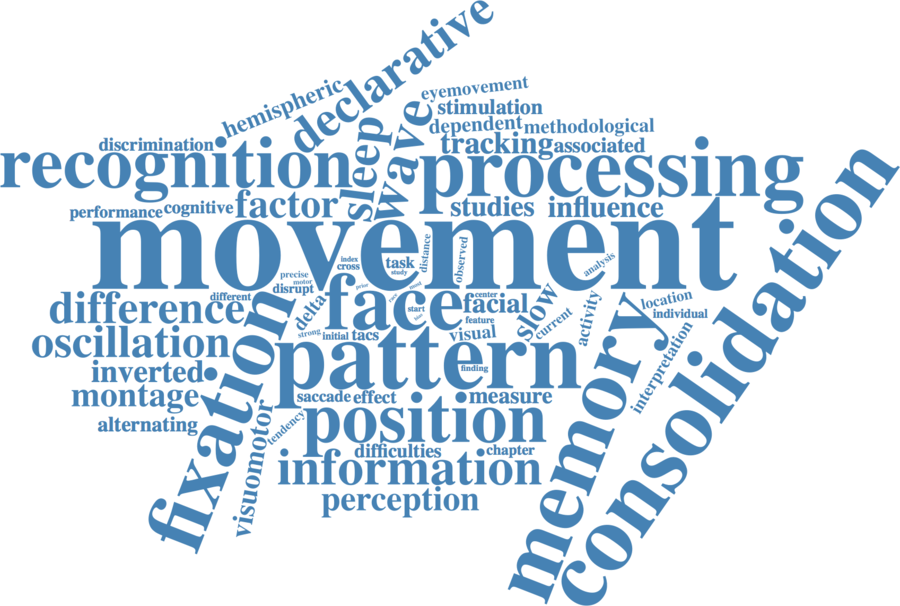 declarative
hemispheric
eyemovement
stimulation
wave
sleep
dependent
methodological
discrimination
tracking
associated
recognition
processing
consolidation
performance
cognitive
factor
studies
influence
movement
distance
observed
index
cross
task
study
analysis
precise
motor
disrupt
different
difference
delta
face
start
center
facial
feature
slow
current
activity
location
individual
strong
initial
tacs
visual
oscillation
fixation
pattern
finding
memory
interpretation
inverted
montage
saccade
effect
measure
alternating
visuomotor
tendency
position
difficulties
chapter
information
perception